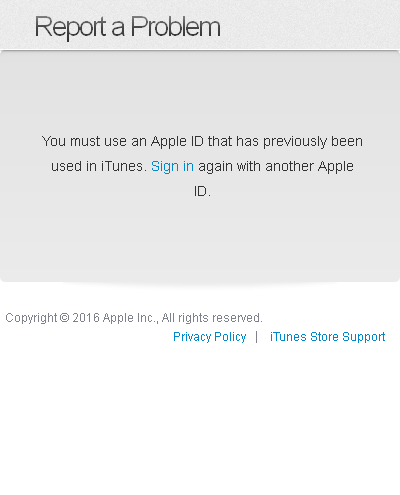 Report a Problem
You must use an Apple ID that has previously been
used in iTunes. Sign in again with another Apple
ID.
Copyright © 2016 Apple Inc., All rights reserved.
Privacy Policy | iTunes Store Support